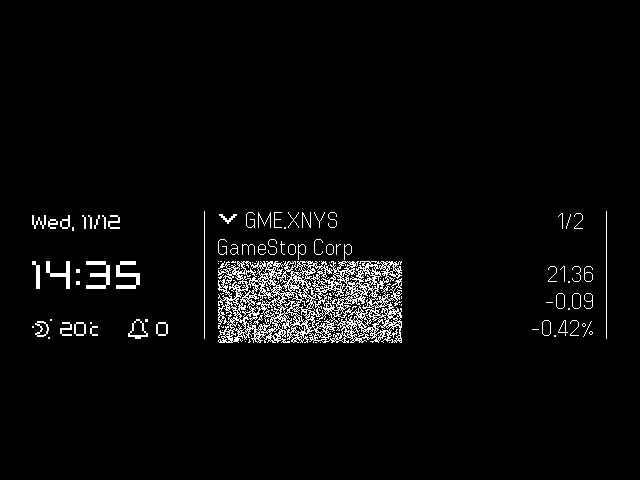 Wed, 11/12
14:35
20c 0
GME.XNYS 1/2
GameStop Corp
21.36
-0.09
-0.42%